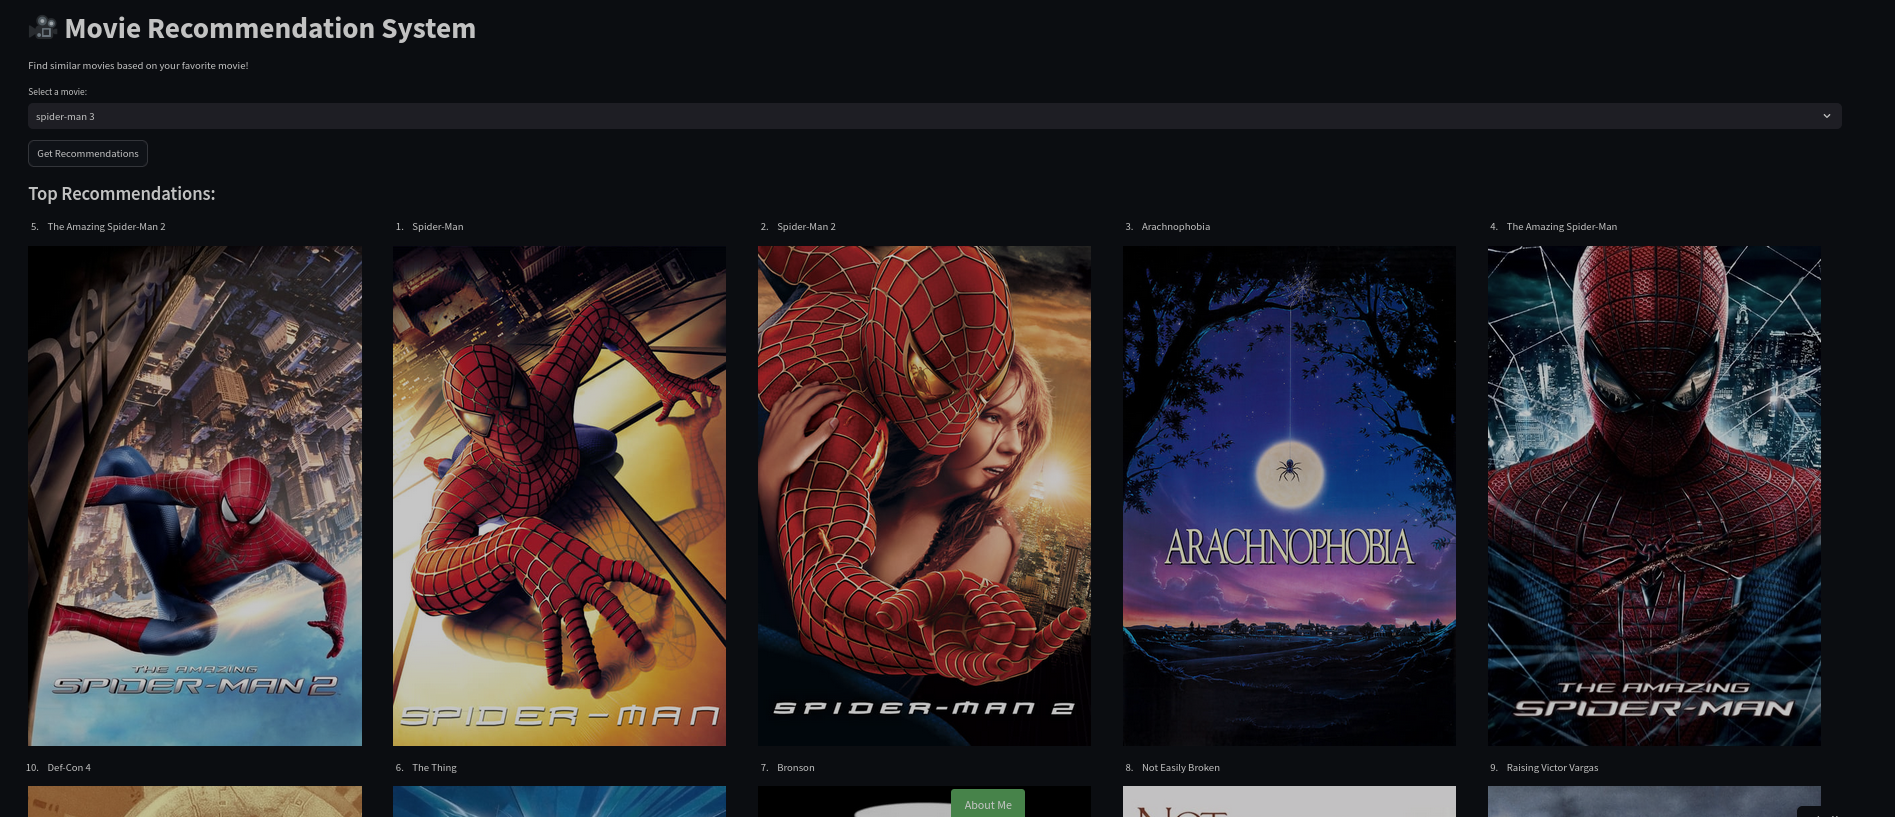 Movie Recommendation System
Find similar movies based on your favorite movie!
Select a movie:
spider-man 3
Get Recommendations
Top Recommendations:
5. The Amazing Spider-Man 2
1. Spider-Man
2. Spider-Man 2
3. Arachnophobia
4. The Amazing Spider-Man
THE AMAZING
SPIDER-MAN 2
SPIDER-MAN
SPIDER-MAN 2
ARACHNOPHOBIA
THE AMAZING
SPIDER-MAN
10. Def-Con 4
6. The Thing
7. Bronson
8. Not Easily Broken
9. Raising Victor Vargas
About Me
NOT